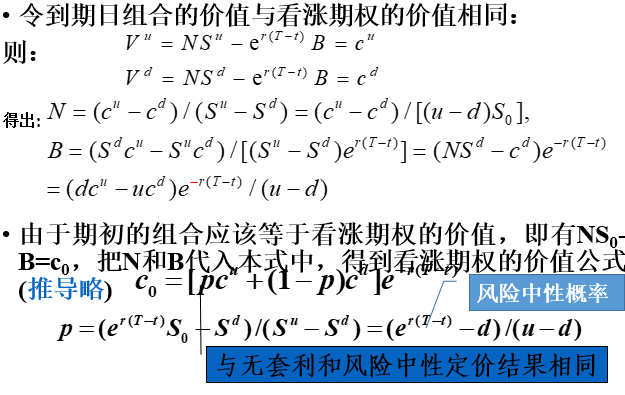 • 令到期日组合的价值与看涨期权的价值相同：
则： V^u = NS^u − e^{r(T−t)} B = c^u
V^d = NS^d − e^{r(T−t)} B = c^d
得出: N = (c^u − c^d) / (S^u − S^d) = (c^u − c^d) / [(u − d)S_0],
B = (S^d c^u − S^u c^d) / [(S^u − S^d)e^{r(T−t)}] = (NS^d − c^d)e^{−r(T−t)}
= (dc^u − uc^d)e^{−r(T−t)} / (u − d)
• 由于期初的组合应该等于看涨期权的价值，即有NS_0-
B=c_0，把N和B代入本式中，得到看涨期权的价值公式
(推导略) c_0 = [pc^u + (1 − p)c^d]e^{−r(T−t)}
风险中性概率
p = (e^{r(T−t)}S_0 − S^d)/(S^u − S^d) = (e^{r(T−t)} − d)/(u − d)
与无套利和风险中性定价结果相同